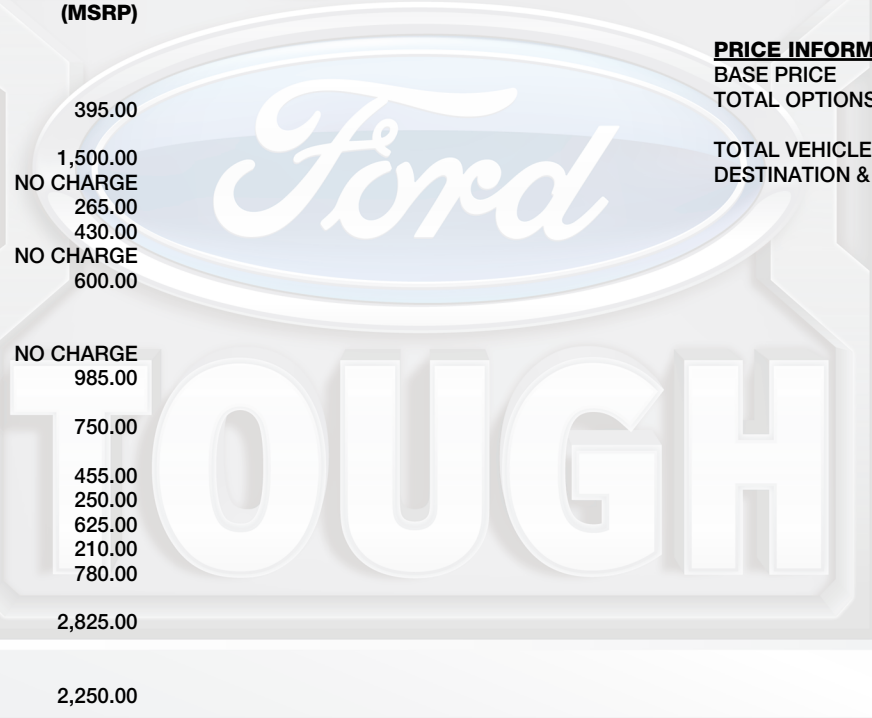 (MSRP)
395.00
1,500.00
NO CHARGE
265.00
430.00
NO CHARGE
600.00
NO CHARGE
985.00
750.00
455.00
250.00
625.00
210.00
780.00
2,825.00
2,250.00
PRICE INFORM
BASE PRICE
TOTAL OPTIONS
TOTAL VEHICLE
DESTINATION &
Ford
TOUGH